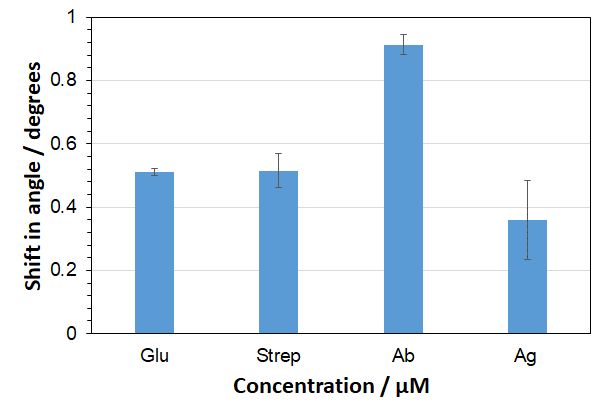 1
0.8
0.6
0.4
0.2
0
Shift in angle / degrees
Glu Strep Ab Ag
Concentration / µM